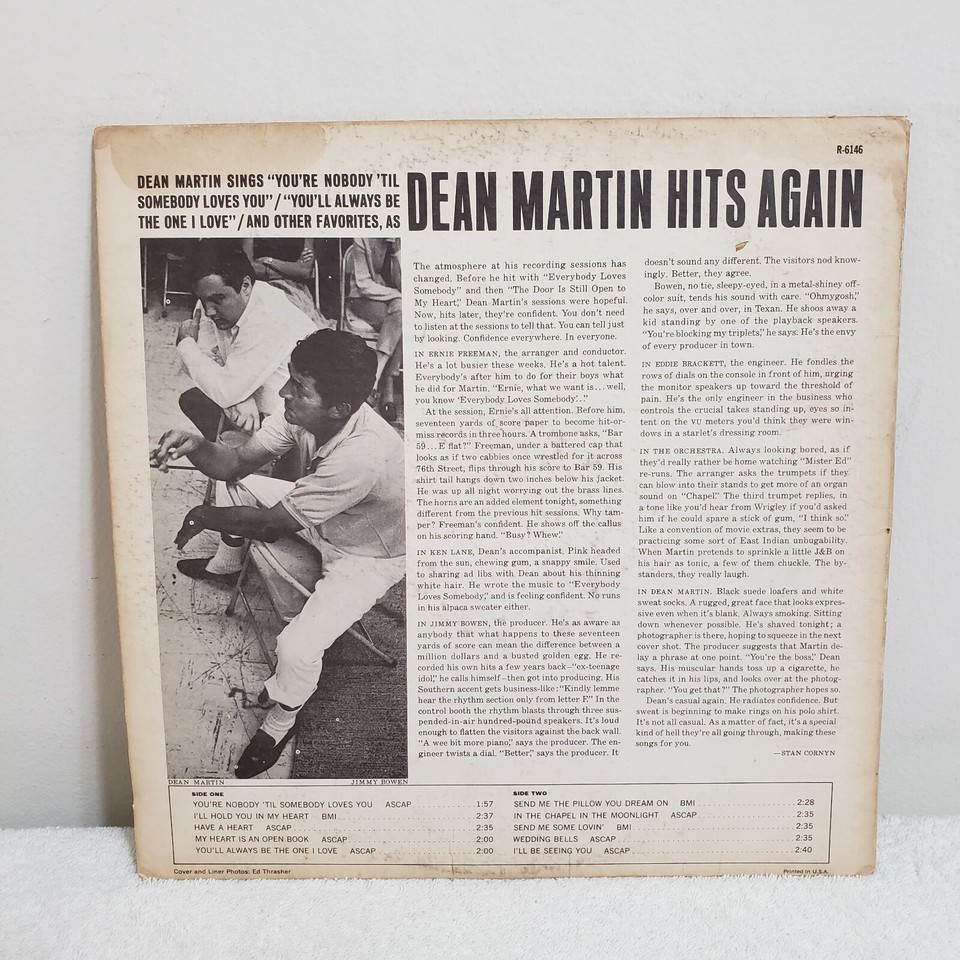 R-6146
DEAN MARTIN SINGS "YOU'RE NOBODY 'TIL
SOMEBODY LOVES YOU"/"YOU'LL ALWAYS BE
THE ONE I LOVE"/AND OTHER FAVORITES, AS
DEAN MARTIN HITS AGAIN
The atmosphere at his recording sessions has
changed. Before he hit with "Everybody Loves
Somebody" and then "The Door Is Still Open to
My Heart," Dean Martin's sessions were hopeful.
Now, hits later, they're confident. You don't need
to listen at the sessions to tell that. You can tell just
by looking. Confidence everywhere. In everyone.
IN ERNIE FREEMAN, the arranger and conductor.
He's a lot busier these weeks. He's a hot talent.
Everybody's after him to do for their boys what
he did for Martin. "Ernie, what we want is...well,
you know 'Everybody Loves Somebody'..."
At the session, Ernie's all attention. Before him,
seventeen yards of score paper to become hit-or-
miss records in three hours. A trombone asks, "Bar
59...E flat?" Freeman, under a battered cap that
looks as if two cabbies once wrestled for it across
76th Street, flips through his score to Bar 59. His
shirt tail hangs down two inches below his jacket.
He was up all night worrying out the brass lines.
The horns are an added element tonight, something
different from the previous hit sessions. Why tam-
per? Freeman's confident. He shows off the callus
on his scoring hand. "Busy? Whew."
IN KEN LANE, Dean's accompanist. Pink headed
from the sun, chewing gum, a snappy smile. Used
to sharing ad libs with Dean about his thinning
white hair. He wrote the music to "Everybody
Loves Somebody," and is feeling confident. No runs
in his alpaca sweater either.
IN JIMMY BOWEN, the producer. He's as aware as
anybody that what happens to these seventeen
yards of score can mean the difference between a
million dollars and a busted golden egg. He re-
corded his own hits a few years back—"ex-teenage
idol," he calls himself—then got into producing. His
Southern accent gets business-like: "Kindly lemme
hear the rhythm section only from letter E" In the
control booth the rhythm blasts through three sus-
pended-in-air hundred-pound speakers. It's loud
enough to flatten the visitors against the back wall.
"A wee bit more piano," says the producer. The en-
gineer twists a dial. "Better," says the producer. It
doesn't sound any different. The visitors nod know-
ingly. Better, they agree.
Bowen, no tie, sleepy-eyed, in a metal-shiney off-
color suit, tends his sound with care. "Ohmygosh,"
he says, over and over, in Texan. He shoos away a
kid standing by one of the playback speakers.
"You're blocking my triplets," he says. He's the envy
of every producer in town.
IN EDDIE BRACKETT, the engineer. He fondles the
rows of dials on the console in front of him, urging
the monitor speakers up toward the threshold of
pain. He's the only engineer in the business who
controls the crucial takes standing up, eyes so in-
tent on the VU meters you'd think they were win-
dows in a starlet's dressing room.
IN THE ORCHESTRA. Always looking bored, as if
they'd really rather be home watching "Mister Ed"
re-runs. The arranger asks the trumpets if they
can blow into their stands to get more of an organ
sound on "Chapel." The third trumpet replies, in
a tone like you'd hear from Wrigley if you'd asked
him if he could spare a stick of gum, "I think so."
Like a convention of movie extras, they seem to be
practicing some sort of East Indian unbugability.
When Martin pretends to sprinkle a little J&B on
his hair as tonic, a few of them chuckle. The by-
standers, they really laugh.
IN DEAN MARTIN. Black suede loafers and white
sweat socks. A rugged, great face that looks expres-
sive even when it's blank. Always smoking. Sitting
down whenever possible. He's shaved tonight; a
photographer is there, hoping to squeeze in the next
cover shot. The producer suggests that Martin de-
lay a phrase at one point. "You're the boss," Dean
says. His muscular hands toss up a cigarette, he
catches it in his lips, and looks over at the photog-
rapher. "You get that?" The photographer hopes so.
Dean's casual again. He radiates confidence. But
sweat is beginning to make rings on his polo shirt.
It's not all casual. As a matter of fact, it's a special
kind of hell they're all going through, making these
songs for you.
—STAN CORNYN
DEAN MARTIN JIMMY BOWEN
SIDE ONE
YOU'RE NOBODY 'TIL SOMEBODY LOVES YOU ASCAP 1:57
I'LL HOLD YOU IN MY HEART BMI 2:37
HAVE A HEART ASCAP 2:35
MY HEART IS AN OPEN BOOK ASCAP 2:00
YOU'LL ALWAYS BE THE ONE I LOVE ASCAP 2:00
SIDE TWO
SEND ME THE PILLOW YOU DREAM ON BMI 2:28
IN THE CHAPEL IN THE MOONLIGHT ASCAP 2:35
SEND ME SOME LOVIN' BMI 2:35
WEDDING BELLS ASCAP 2:35
I'LL BE SEEING YOU ASCAP 2:40
Cover and Liner Photos: Ed Thrasher
Printed in U.S.A.